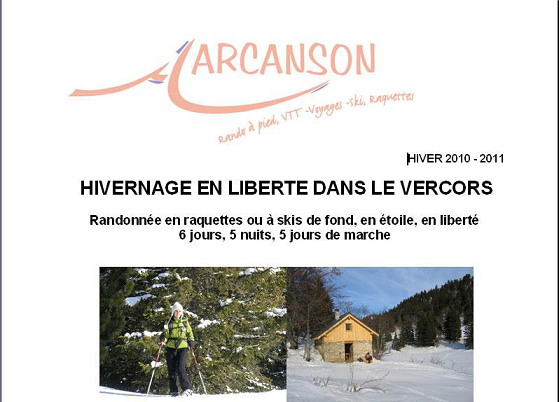 ARCANSON
Rando à pied, VTT -Voyages -Ski, Raquettes
HIVER 2010 - 2011
HIVERNAGE EN LIBERTE DANS LE VERCORS
Randonnée en raquettes ou à skis de fond, en étoile, en liberté
6 jours, 5 nuits, 5 jours de marche